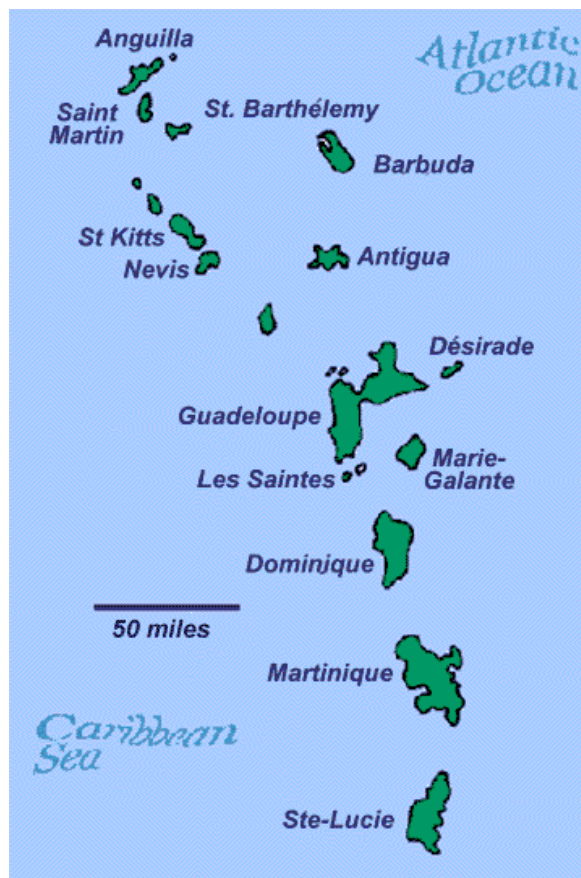 Anguilla
Atlantic
Ocean
Saint
Martin
St. Barthélemy
Barbuda
St Kitts
Nevis
Antigua
Désirade
Guadeloupe
Marie-
Galante
Les Saintes
Dominique
50 miles
Martinique
Caribbean
Sea
Ste-Lucie